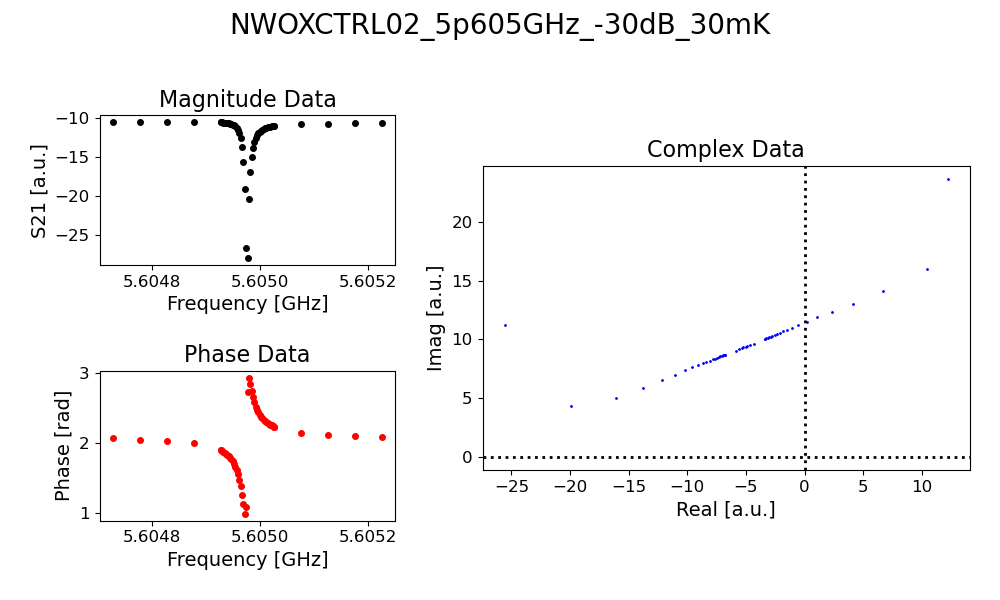 NWOXCTRL02_5p605GHz_-30dB_30mK
Magnitude Data
−10
−15
−20
−25
S21 [a.u.]
5.6048 5.6050 5.6052
Frequency [GHz]
Phase Data
3
2
1
Phase [rad]
5.6048 5.6050 5.6052
Frequency [GHz]
Complex Data
20
15
10
5
0
Imag [a.u.]
−25 −20 −15 −10 −5 0 5 10
Real [a.u.]